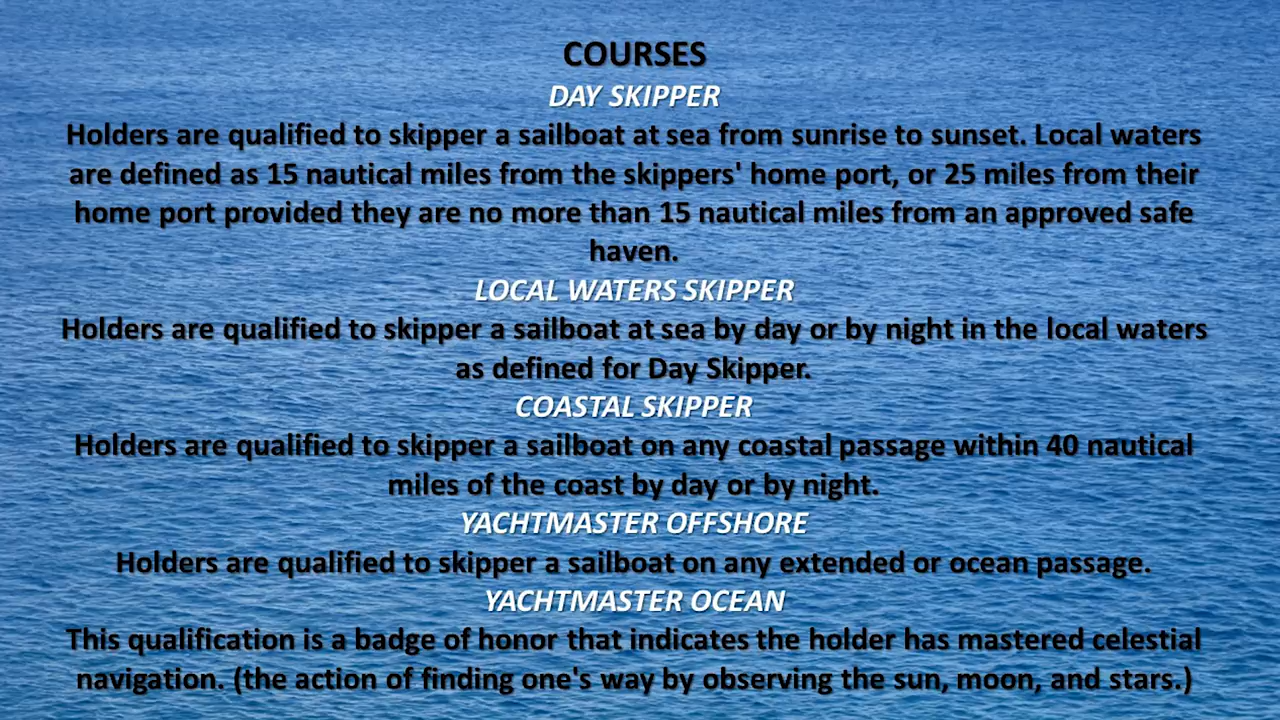 COURSES
DAY SKIPPER
Holders are qualified to skipper a sailboat at sea from sunrise to sunset. Local waters
are defined as 15 nautical miles from the skippers' home port, or 25 miles from their
home port provided they are no more than 15 nautical miles from an approved safe
haven.
LOCAL WATERS SKIPPER
Holders are qualified to skipper a sailboat at sea by day or by night in the local waters
as defined for Day Skipper.
COASTAL SKIPPER
Holders are qualified to skipper a sailboat on any coastal passage within 40 nautical
miles of the coast by day or by night.
YACHTMASTER OFFSHORE
Holders are qualified to skipper a sailboat on any extended or ocean passage.
YACHTMASTER OCEAN
This qualification is a badge of honor that indicates the holder has mastered celestial
navigation. (the action of finding one's way by observing the sun, moon, and stars.)